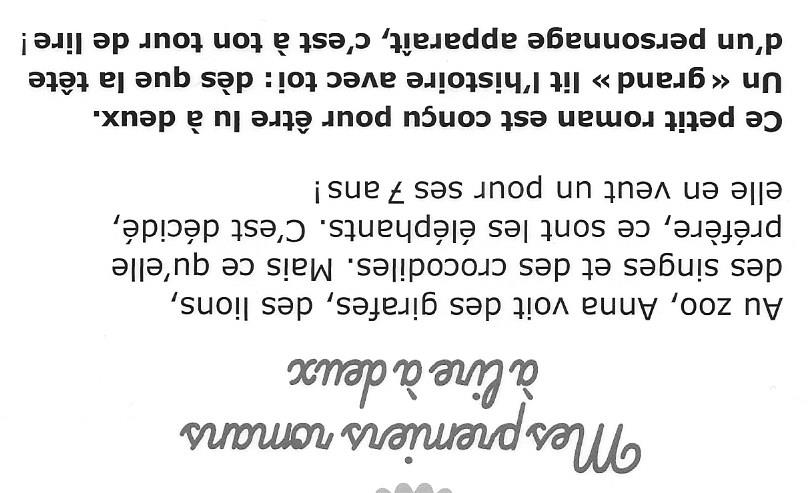 Mes premiers romans
à lire à deux
Au zoo, Anna voit des girafes, des lions,
des singes et des crocodiles. Mais ce qu'elle
préfère, ce sont les éléphants. C'est décidé,
elle en veut un pour ses 7 ans !
Ce petit roman est conçu pour être lu à deux.
Un « grand » lit l'histoire avec toi : dès que la tête
d'un personnage apparaît, c'est à ton tour de lire !